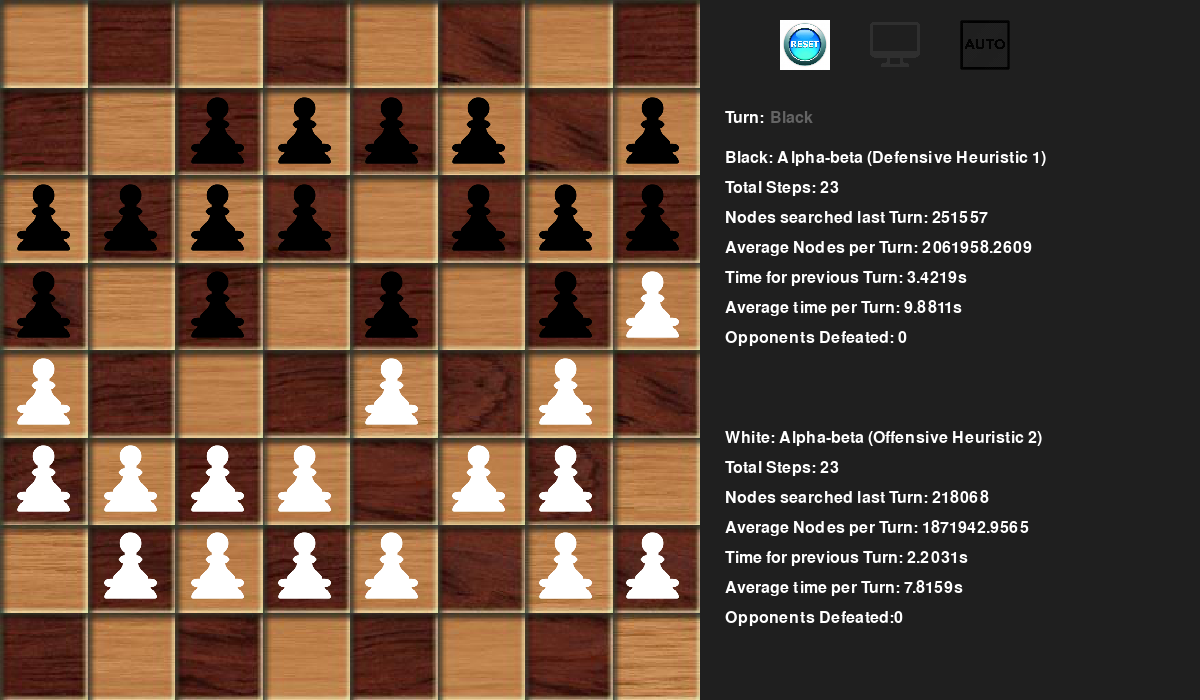 RESET
AUTO
Turn: Black
Black: Alpha-beta (Defensive Heuristic 1)
Total Steps: 23
Nodes searched last Turn: 251557
Average Nodes per Turn: 2061958.2609
Time for previous Turn: 3.4219s
Average time per Turn: 9.8811s
Opponents Defeated: 0
White: Alpha-beta (Offensive Heuristic 2)
Total Steps: 23
Nodes searched last Turn: 218068
Average Nodes per Turn: 1871942.9565
Time for previous Turn: 2.2031s
Average time per Turn: 7.8159s
Opponents Defeated:0